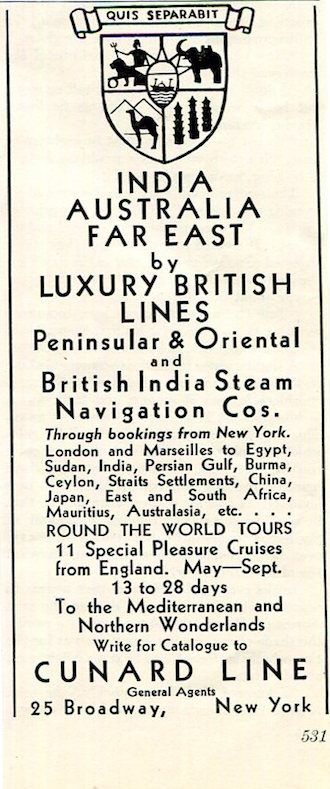 QUIS SEPARABIT
INDIA
AUSTRALIA
FAR EAST
by
LUXURY BRITISH
LINES
Peninsular & Oriental
and
British India Steam
Navigation Cos.
Through bookings from New York.
London and Marseilles to Egypt,
Sudan, India, Persian Gulf, Burma,
Ceylon, Straits Settlements, China,
Japan, East and South Africa,
Mauritius, Australasia, etc. . . . .
ROUND THE WORLD TOURS
11 Special Pleasure Cruises
from England. May—Sept.
13 to 28 days
To the Mediterranean and
Northern Wonderlands
Write for Catalogue to
CUNARD LINE
General Agents
25 Broadway, New York
531